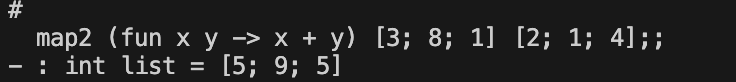 #
map2 (fun x y -> x + y) [3; 8; 1] [2; 1; 4];;
- : int list = [5; 9; 5]